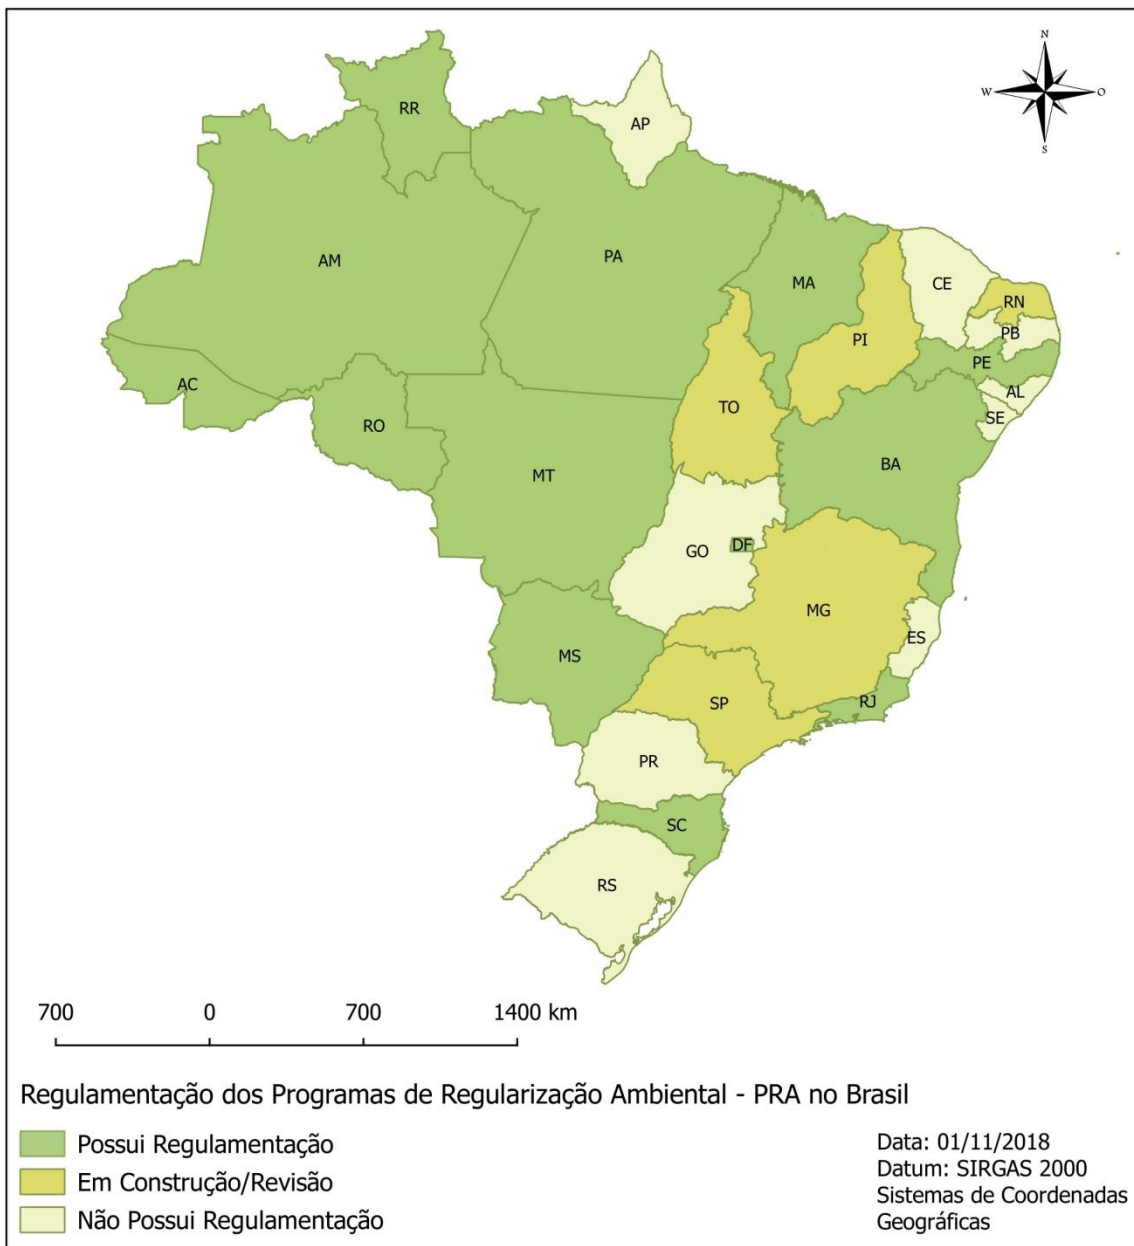 N
W O
S
RR
AP
AM
PA
MA
CE
RN
PI
PB
PE
AC
AL
TO
SE
RO
BA
MT
DF
GO
MG
ES
MS
RJ
SP
PR
SC
RS
700 0 700 1400 km
Regulamentação dos Programas de Regularização Ambiental - PRA no Brasil
Possui Regulamentação
Em Construção/Revisão
Não Possui Regulamentação
Data: 01/11/2018
Datum: SIRGAS 2000
Sistemas de Coordenadas
Geográficas